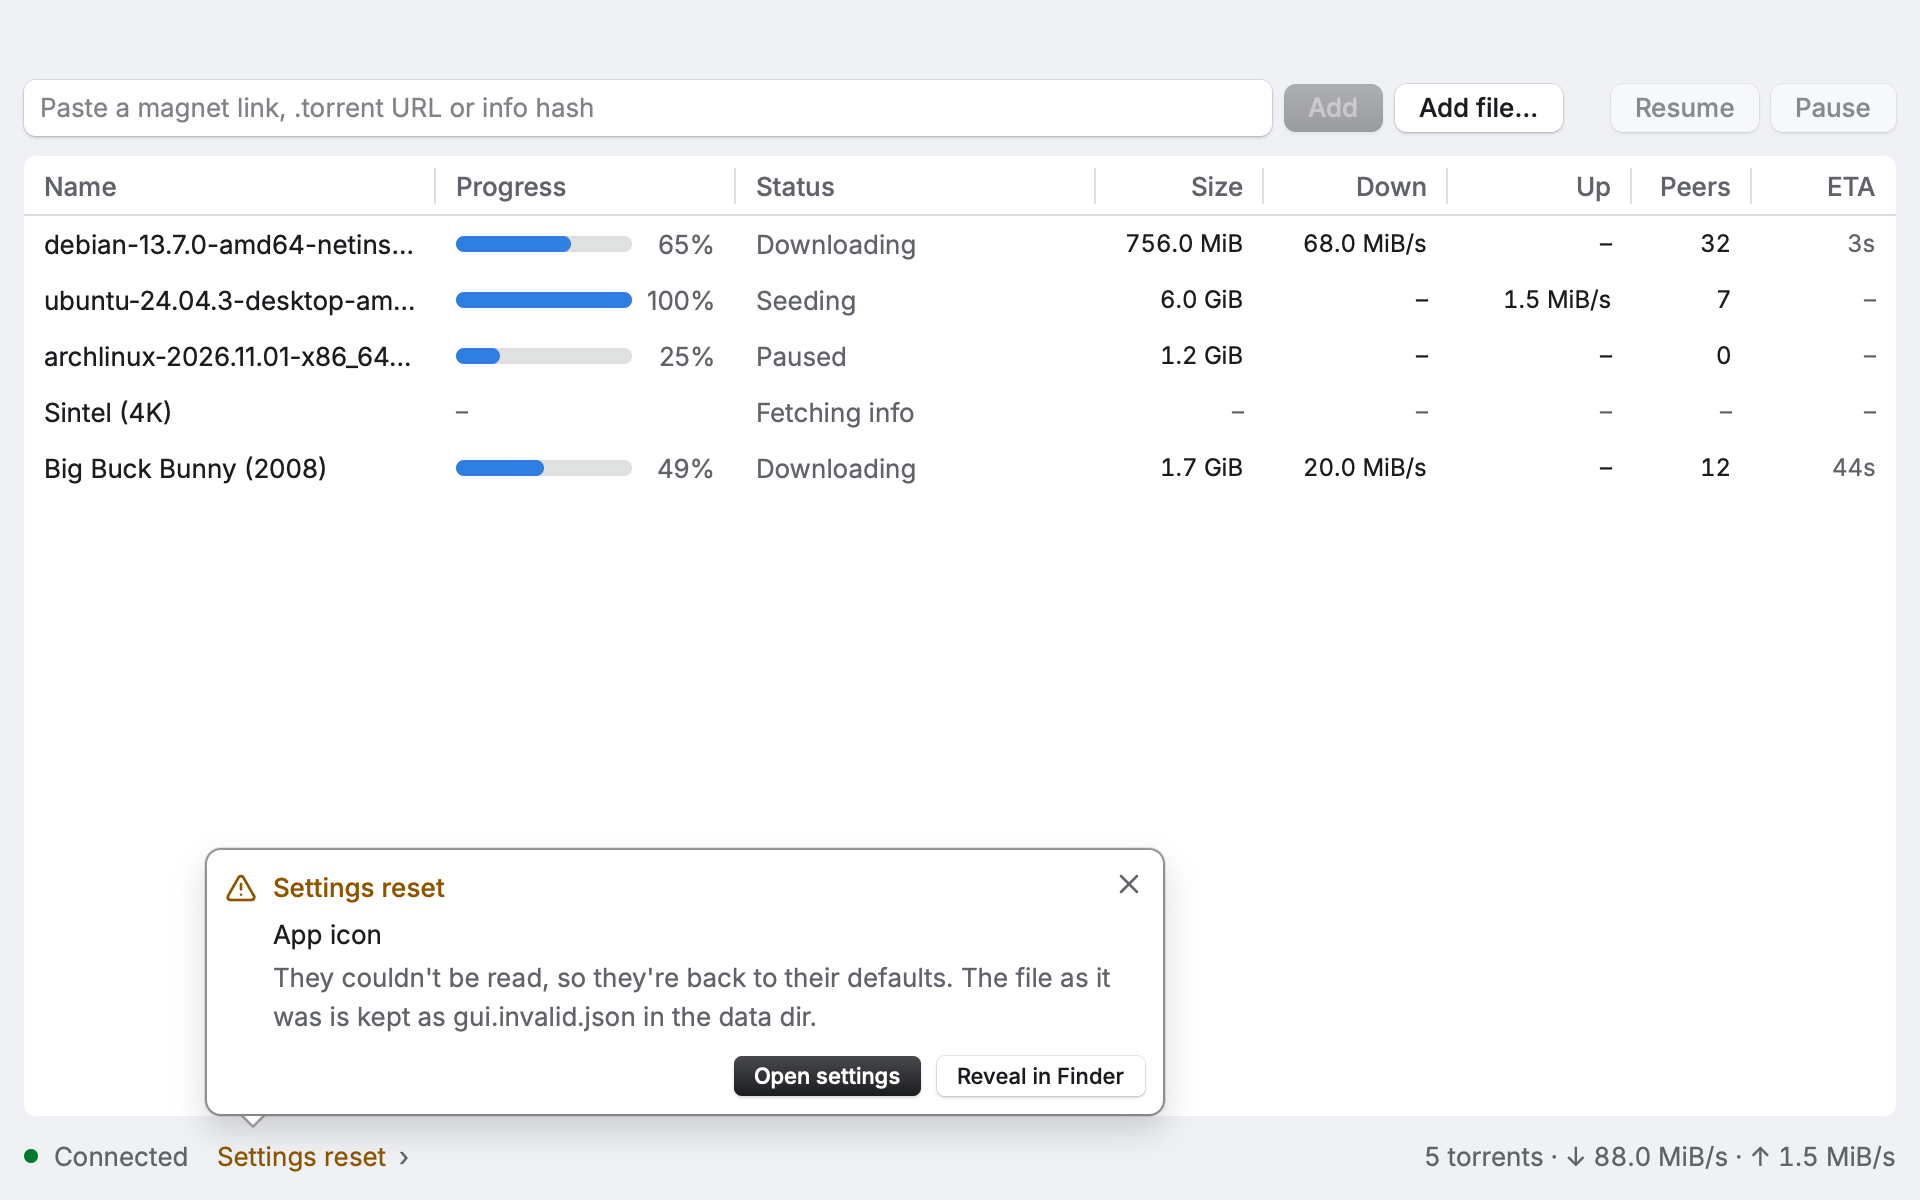 Paste a magnet link, .torrent URL or info hash
Add
Add file...
Resume
Pause
Name Progress Status Size Down Up Peers ETA
debian-13.7.0-amd64-netins... 65% Downloading 756.0 MiB 68.0 MiB/s – 32 3s
ubuntu-24.04.3-desktop-am... 100% Seeding 6.0 GiB – 1.5 MiB/s 7 –
archlinux-2026.11.01-x86_64... 25% Paused 1.2 GiB – – 0 –
Sintel (4K) – Fetching info – – – – –
Big Buck Bunny (2008) 49% Downloading 1.7 GiB 20.0 MiB/s – 12 44s
Settings reset
App icon
They couldn't be read, so they're back to their defaults. The file as it
was is kept as gui.invalid.json in the data dir.
Open settings
Reveal in Finder
Connected Settings reset ›
5 torrents · ↓ 88.0 MiB/s · ↑ 1.5 MiB/s